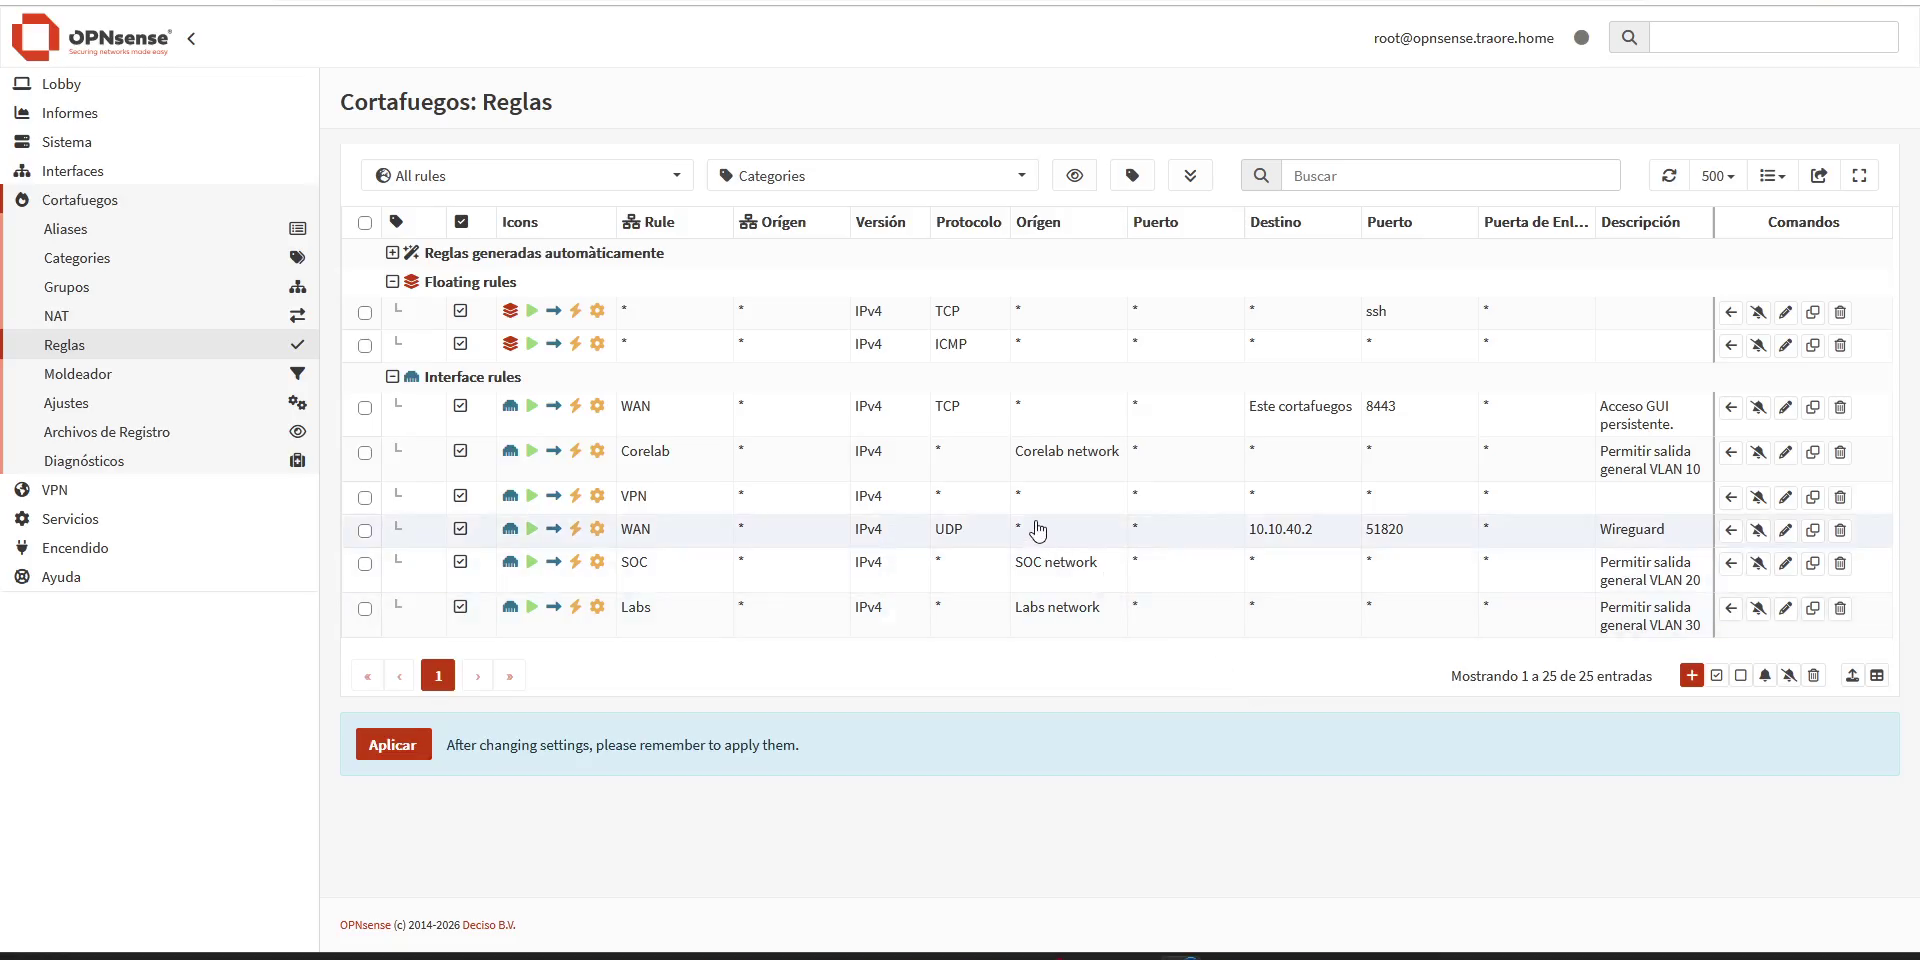 OPNsense®
Securing networks made easy
root@opnsense.traore.home
Lobby
Informes
Sistema
Interfaces
Cortafuegos
Aliases
Categories
Grupos
NAT
Reglas
Moldeador
Ajustes
Archivos de Registro
Diagnósticos
VPN
Servicios
Encendido
Ayuda
Cortafuegos: Reglas
All rules Categories Buscar 500
Icons Rule Orígen Versión Protocolo Orígen Puerto Destino Puerto Puerta de Enl... Descripción Comandos
Reglas generadas automàticamente
Floating rules
* * IPv4 TCP * * * ssh *
* * IPv4 ICMP * * * * *
Interface rules
WAN * IPv4 TCP * * Este cortafuegos 8443 * Acceso GUI
persistente.
Corelab * IPv4 * Corelab network * * * * Permitir salida
general VLAN 10
VPN * IPv4 * * * * * *
WAN * IPv4 UDP * * 10.10.40.2 51820 * Wireguard
SOC * IPv4 * SOC network * * * * Permitir salida
general VLAN 20
Labs * IPv4 * Labs network * * * * Permitir salida
general VLAN 30
« ‹ 1 › »
Mostrando 1 a 25 de 25 entradas
Aplicar After changing settings, please remember to apply them.
OPNsense (c) 2014-2026 Deciso B.V.